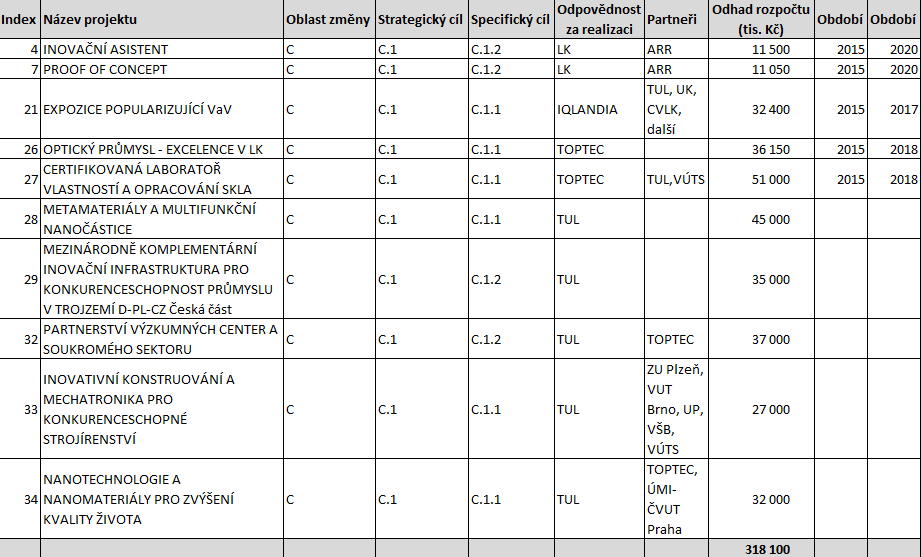 Index Název projektu Oblast změny Strategický cíl Specifický cíl Odpovědnost za realizaci Partneři Odhad rozpočtu (tis. Kč) Období Období
4 INOVAČNÍ ASISTENT C C.1 C.1.2 LK ARR 11 500 2015 2020
7 PROOF OF CONCEPT C C.1 C.1.2 LK ARR 11 050 2015 2020
21 EXPOZICE POPULARIZUJÍCÍ VaV C C.1 C.1.1 IQLANDIA TUL, UK, CVLK, další 32 400 2015 2017
26 OPTICKÝ PRŮMYSL - EXCELENCE V LK C C.1 C.1.1 TOPTEC 36 150 2015 2018
27 CERTIFIKOVANÁ LABORATOŘ VLASTNOSTÍ A OPRACOVÁNÍ SKLA C C.1 C.1.1 TOPTEC TUL,VÚTS 51 000 2015 2018
28 METAMATERIÁLY A MULTIFUNKČNÍ NANOČÁSTICE C C.1 C.1.1 TUL 45 000
29 MEZINÁRODNĚ KOMPLEMENTÁRNÍ INOVAČNÍ INFRASTRUKTURA PRO KONKURENCESCHOPNOST PRŮMYSLU V TROJZEMÍ D-PL-CZ Česká část C C.1 C.1.2 TUL 35 000
32 PARTNERSTVÍ VÝZKUMNÝCH CENTER A SOUKROMÉHO SEKTORU C C.1 C.1.2 TUL TOPTEC 37 000
33 INOVATIVNÍ KONSTRUOVÁNÍ A MECHATRONIKA PRO KONKURENCESCHOPNÉ STROJÍRENSTVÍ C C.1 C.1.1 TUL ZU Plzeň, VUT Brno, UP, VŠB, VÚTS 27 000
34 NANOTECHNOLOGIE A NANOMATERIÁLY PRO ZVÝŠENÍ KVALITY ŽIVOTA C C.1 C.1.1 TUL TOPTEC, ÚMI-ČVUT Praha 32 000
318 100